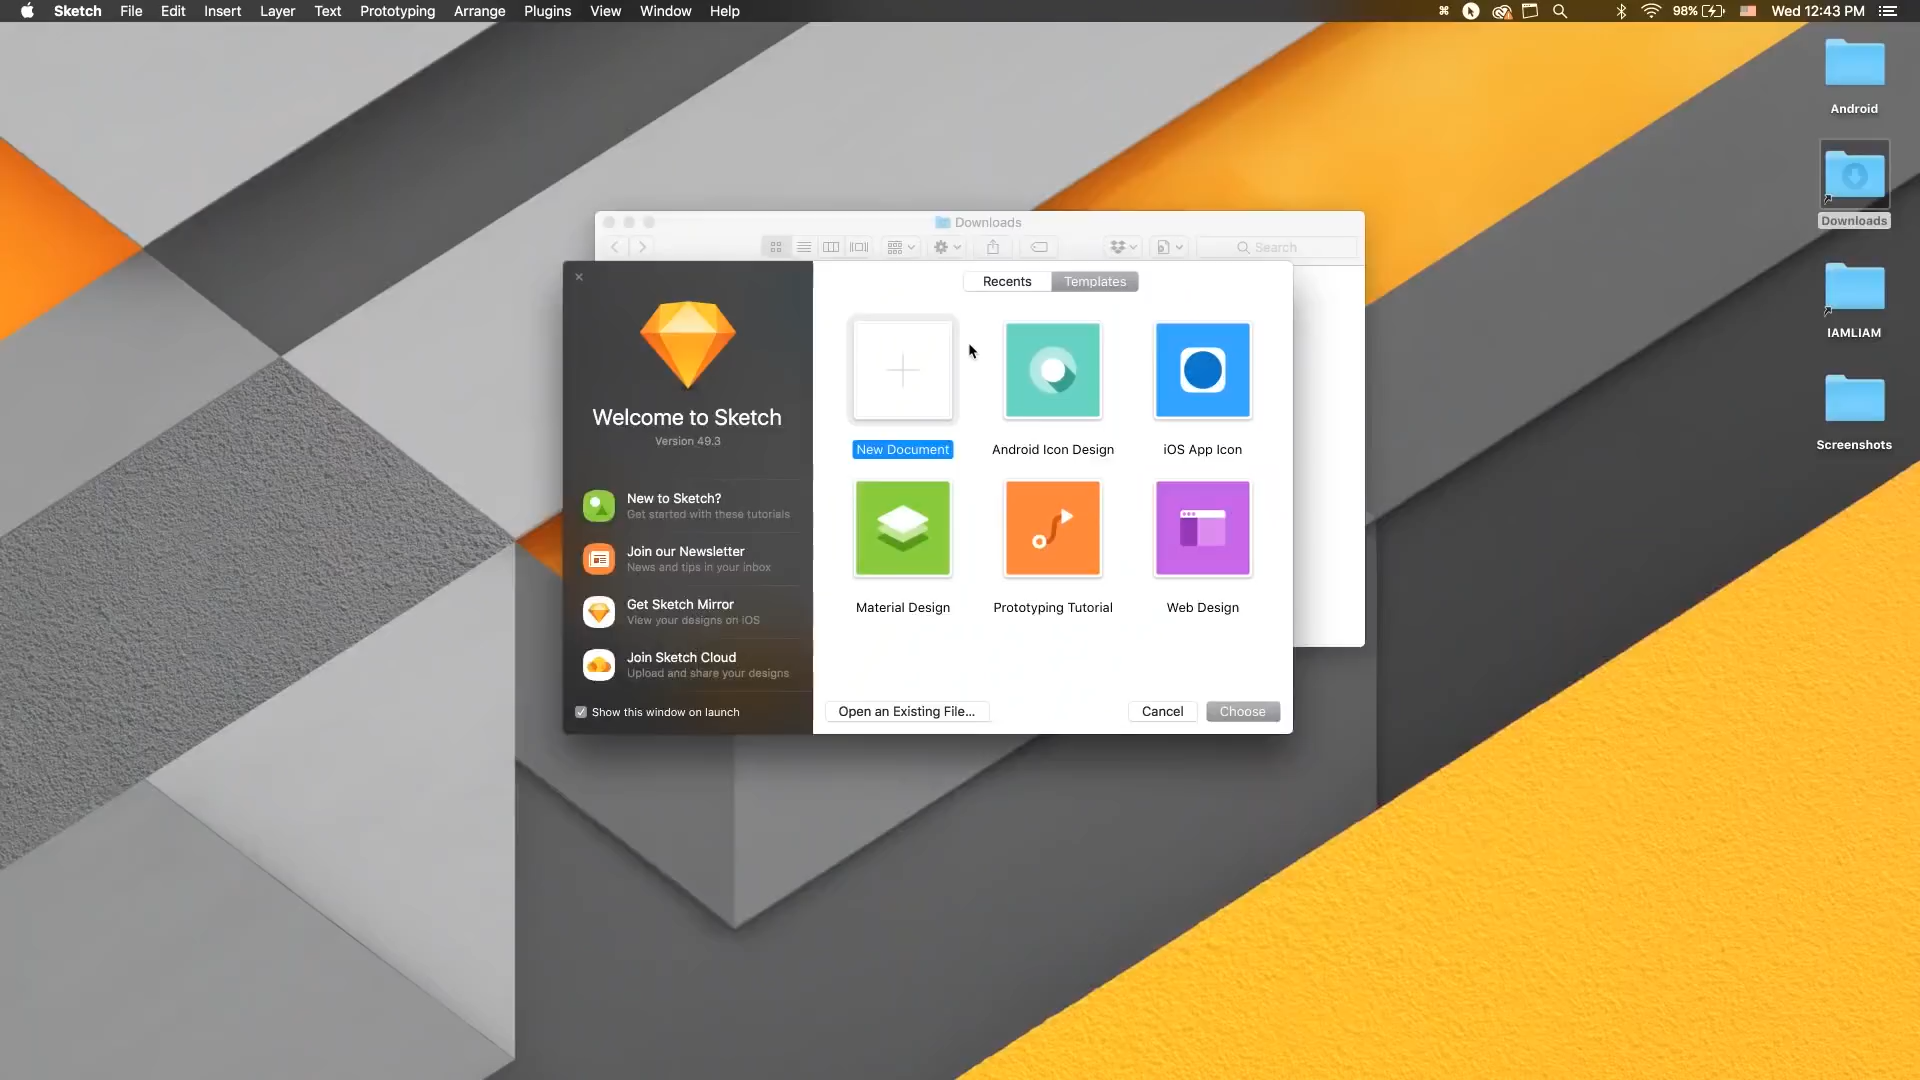 Sketch File Edit Insert Layer Text Prototyping Arrange Plugins View Window Help 98% Wed 12:43 PM
Android
Downloads
IAMLIAM
Screenshots
Downloads
Search
Recents Templates
Welcome to Sketch
Version 49.3
New to Sketch?
Get started with these tutorials
Join our Newsletter
News and tips in your inbox
Get Sketch Mirror
View your designs on iOS
Join Sketch Cloud
Upload and share your designs
Show this window on launch
New Document Android Icon Design iOS App Icon
Material Design Prototyping Tutorial Web Design
Open an Existing File... Cancel Choose